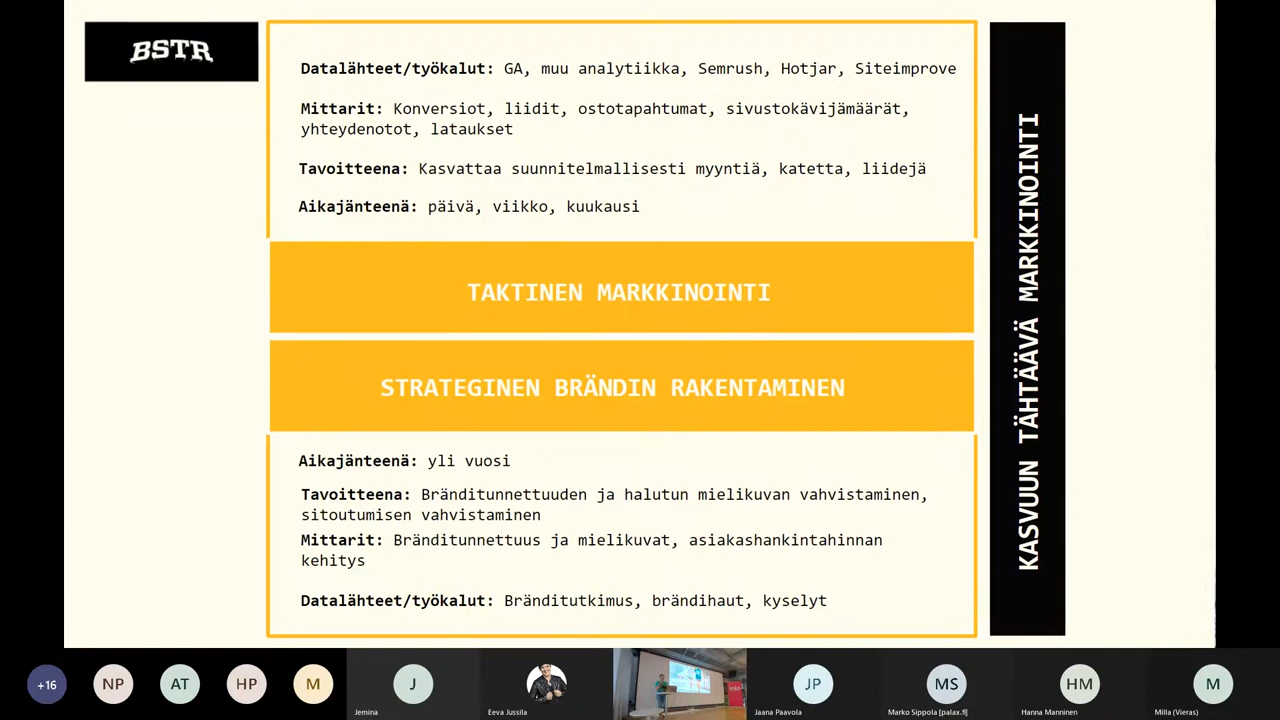 BSTR
Datalähteet/työkalut: GA, muu analytiikka, Semrush, Hotjar, Siteimprove
Mittarit: Konversiot, liidit, ostotapahtumat, sivustokävijämäärät,
yhteydenotot, lataukset
Tavoitteena: Kasvattaa suunnitelmallisesti myyntiä, katetta, liidejä
Aikajänteenä: päivä, viikko, kuukausi
TAKTINEN MARKKINOINTI
STRATEGINEN BRÄNDIN RAKENTAMINEN
Aikajänteenä: yli vuosi
Tavoitteena: Bränditunnettuuden ja halutun mielikuvan vahvistaminen,
sitoutumisen vahvistaminen
Mittarit: Bränditunnettuus ja mielikuvat, asiakashankintahinnan
kehitys
Datalähteet/työkalut: Bränditutkimus, brändihaut, kyselyt
KASVUUN TÄHTÄÄVÄ MARKKINOINTI
+16
NP
AT
HP
M
J
JP
MS
HM
M
Jemina
Eeva Jussila
Jaana Paavola
Marko Sippola [palax.fi]
Hanna Manninen
Milla (Vieras)